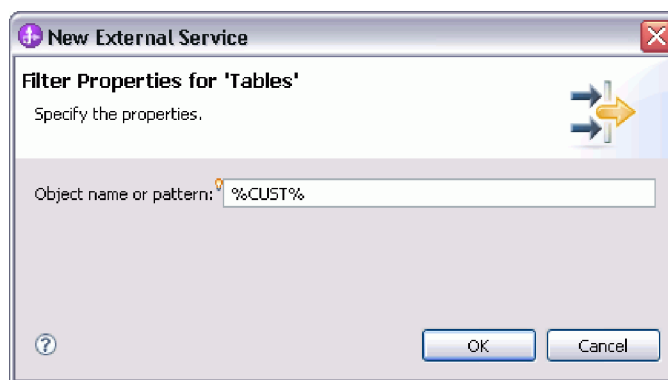 New External Service
Filter Properties for 'Tables'
Specify the properties.
Object name or pattern: %CUST%
OK Cancel